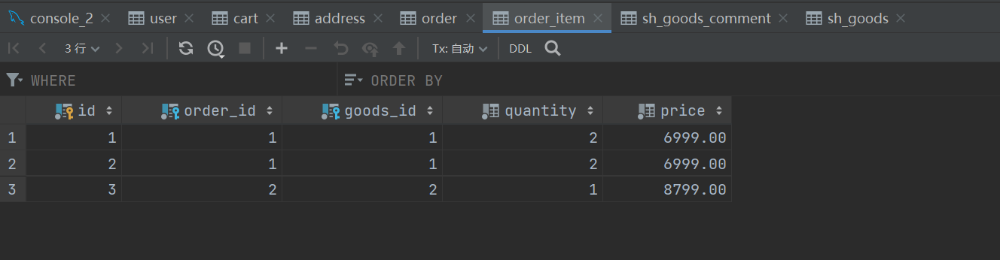 console_2 user cart address order order_item sh_goods_comment sh_goods
3 行 Tx: 自动 DDL
WHERE ORDER BY
id order_id goods_id quantity price
1 1 1 1 2 6999.00
2 2 1 1 2 6999.00
3 3 2 2 1 8799.00